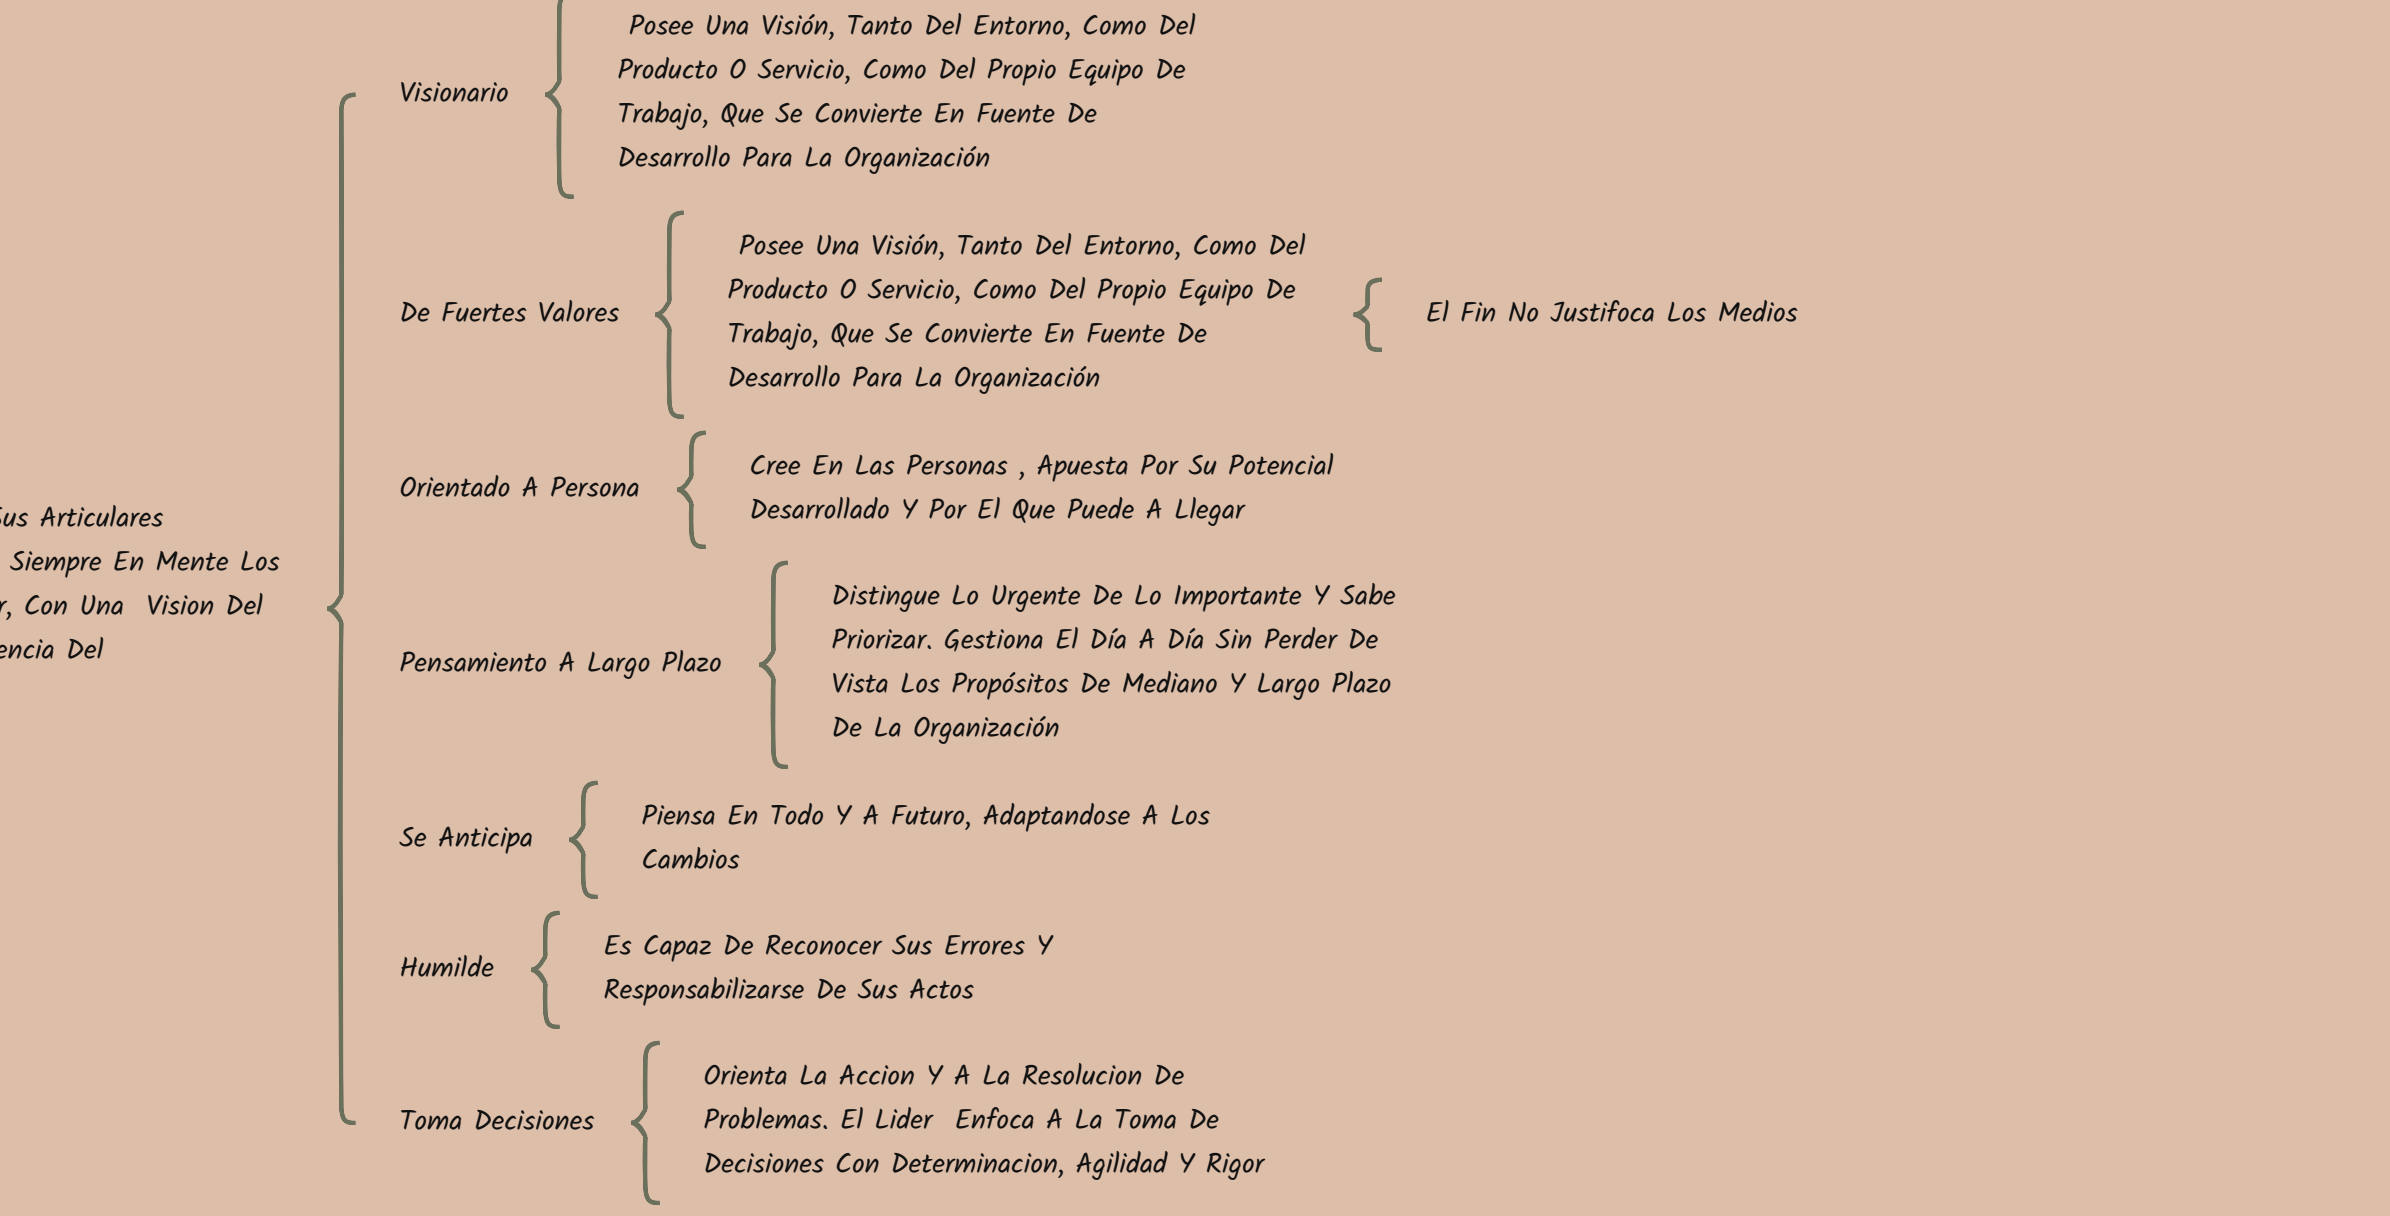 Sus Articulares
Siempre En Mente Los
Con Una Vision Del
Del
Visionario
Posee Una Visión, Tanto Del Entorno, Como Del
Producto O Servicio, Como Del Propio Equipo De
Trabajo, Que Se Convierte En Fuente De
Desarrollo Para La Organización
De Fuertes Valores
Posee Una Visión, Tanto Del Entorno, Como Del
Producto O Servicio, Como Del Propio Equipo De
Trabajo, Que Se Convierte En Fuente De
Desarrollo Para La Organización
El Fin No Justifoca Los Medios
Orientado A Persona
Cree En Las Personas , Apuesta Por Su Potencial
Desarrollado Y Por El Que Puede A Llegar
Pensamiento A Largo Plazo
Distingue Lo Urgente De Lo Importante Y Sabe
Priorizar. Gestiona El Día A Día Sin Perder De
Vista Los Propósitos De Mediano Y Largo Plazo
De La Organización
Se Anticipa
Piensa En Todo Y A Futuro, Adaptandose A Los
Cambios
Humilde
Es Capaz De Reconocer Sus Errores Y
Responsabilizarse De Sus Actos
Toma Decisiones
Orienta La Accion Y A La Resolucion De
Problemas. El Lider Enfoca A La Toma De
Decisiones Con Determinacion, Agilidad Y Rigor